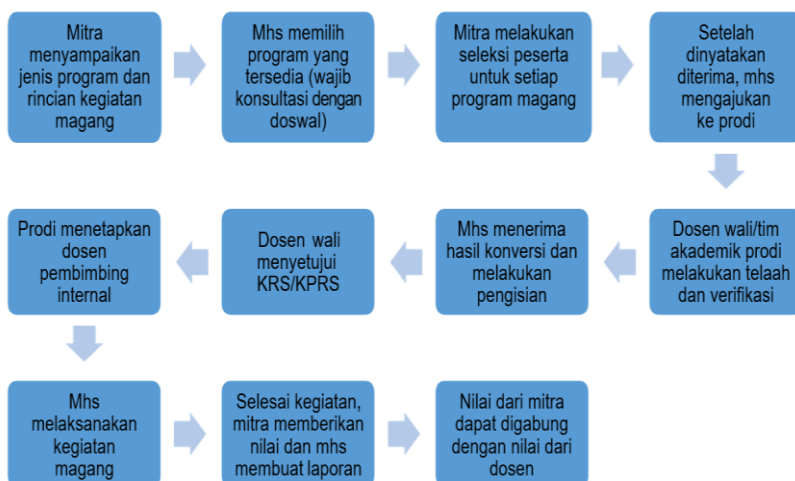 Mitra
menyampaikan
jenis program dan
rincian kegiatan
magang
Mhs memilih
program yang
tersedia (wajib
konsultasi dengan
doswal)
Mitra melakukan
seleksi peserta
untuk setiap
program magang
Setelah
dinyatakan
diterima, mhs
mengajukan
ke prodi
Dosen wali/tim
akademik prodi
melakukan telaah
dan verifikasi
Mhs menerima
hasil konversi dan
melakukan
pengisian
Dosen wali
menyetujui
KRS/KPRS
Prodi menetapkan
dosen
pembimbing
internal
Mhs
melaksanakan
kegiatan
magang
Selesai kegiatan,
mitra memberikan
nilai dan mhs
membuat laporan
Nilai dari mitra
dapat digabung
dengan nilai dari
dosen